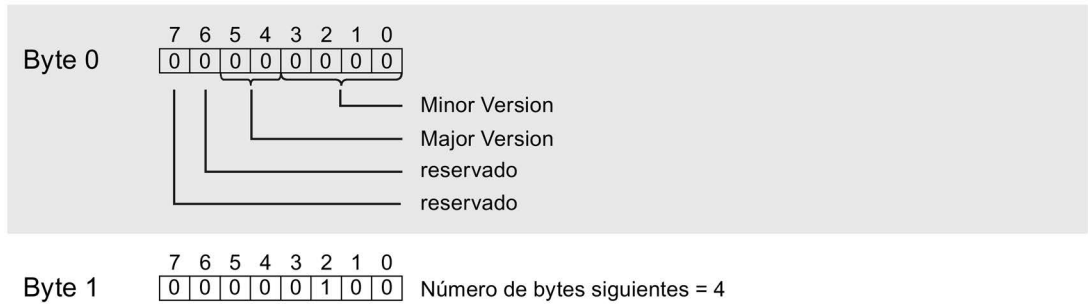 7 6 5 4 3 2 1 0
Byte 0 0 0 0 0 0 0 0 0
Minor Version
Major Version
reservado
reservado
7 6 5 4 3 2 1 0
Byte 1 0 0 0 0 0 1 0 0 Número de bytes siguientes = 4